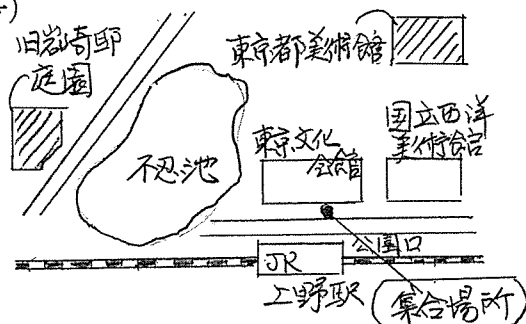 旧岩崎邸
庭園
東京都美術館
不忍池
東京文化
会館
国立西洋
美術館
公園口
JR
上野駅
集合場所